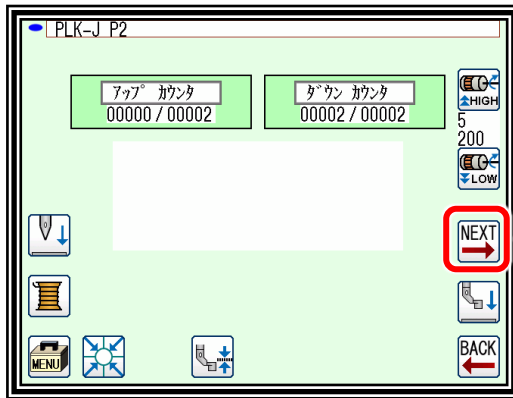 PLK-J P2
ｱｯﾌﾟ ｶｳﾝﾀ
00000 / 00002
ﾀﾞｳﾝ ｶｳﾝﾀ
00002 / 00002
HIGH
5
200
LOW
NEXT
MENU
BACK